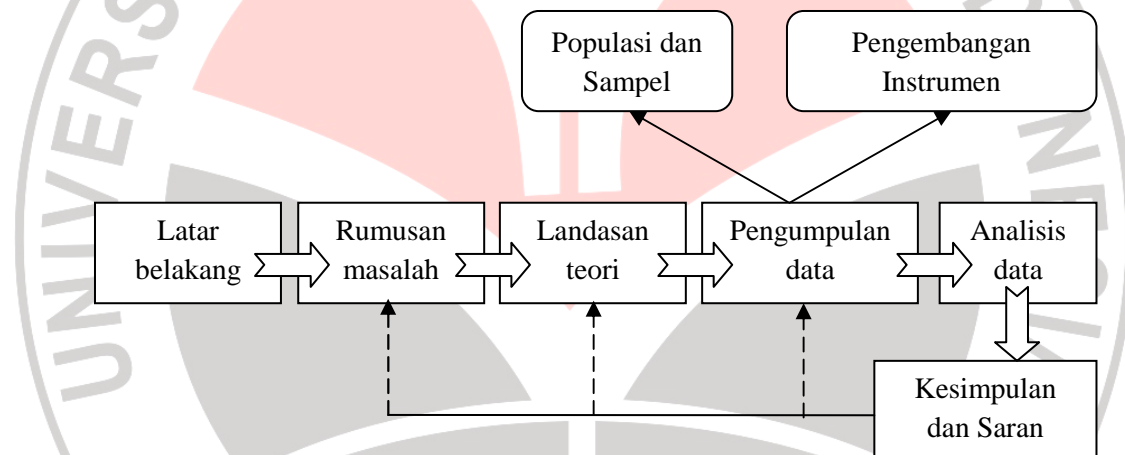 Populasi dan
Sampel
Pengembangan
Instrumen
Latar
belakang
Rumusan
masalah
Landasan
teori
Pengumpulan
data
Analisis
data
Kesimpulan
dan Saran